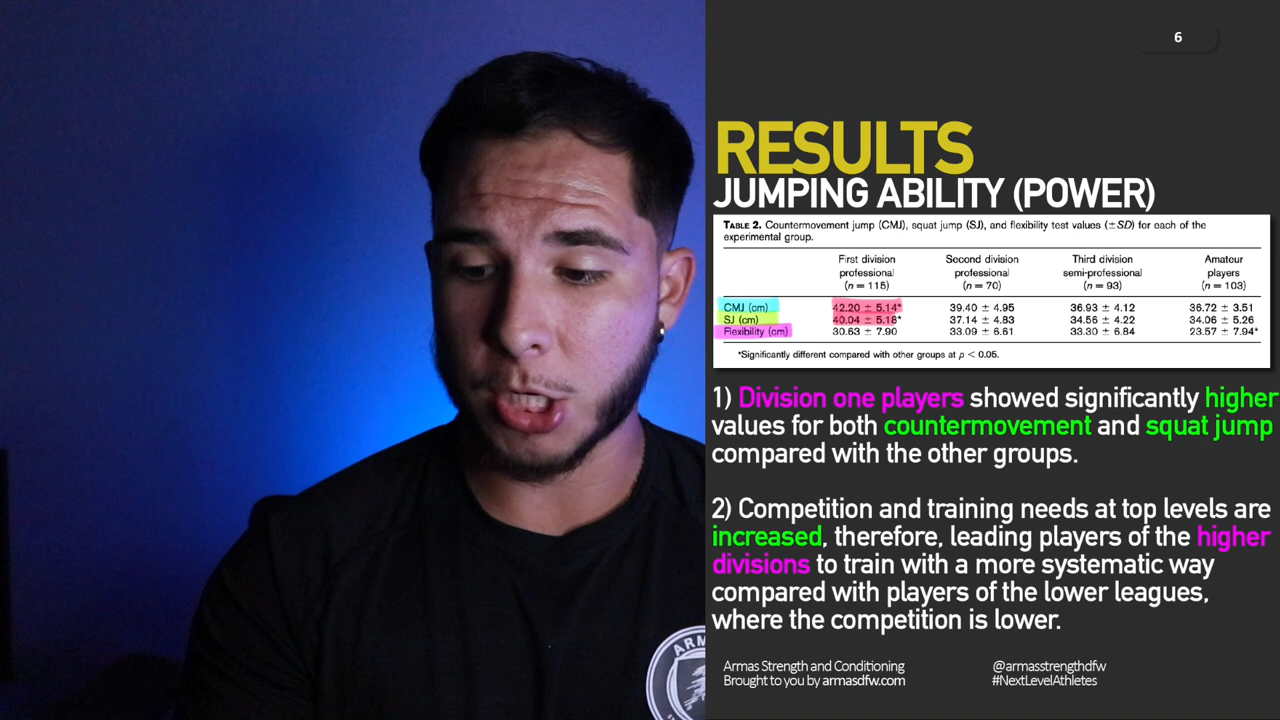 6
RESULTS
JUMPING ABILITY (POWER)
TABLE 2. Countermovement jump (CMJ), squat jump (SJ), and flexibility test values (±SD) for each of the
experimental group.
First division professional (n = 115) Second division professional (n = 70) Third division semi-professional (n = 93) Amateur players (n = 103)
CMJ (cm) 42.20 ± 5.14* 39.40 ± 4.95 36.93 ± 4.12 36.72 ± 3.51
SJ (cm) 40.04 ± 5.18* 37.14 ± 4.83 34.56 ± 4.22 34.06 ± 5.26
Flexibility (cm) 30.63 ± 7.90 33.09 ± 6.61 33.30 ± 6.84 23.57 ± 7.94*
*Significantly different compared with other groups at p < 0.05.
1) Division one players showed significantly higher
values for both countermovement and squat jump
compared with the other groups.
2) Competition and training needs at top levels are
increased, therefore, leading players of the higher
divisions to train with a more systematic way
compared with players of the lower leagues,
where the competition is lower.
Armas Strength and Conditioning
Brought to you by armasdfw.com
@armasstrengthdfw
#NextLevelAthletes
ARM